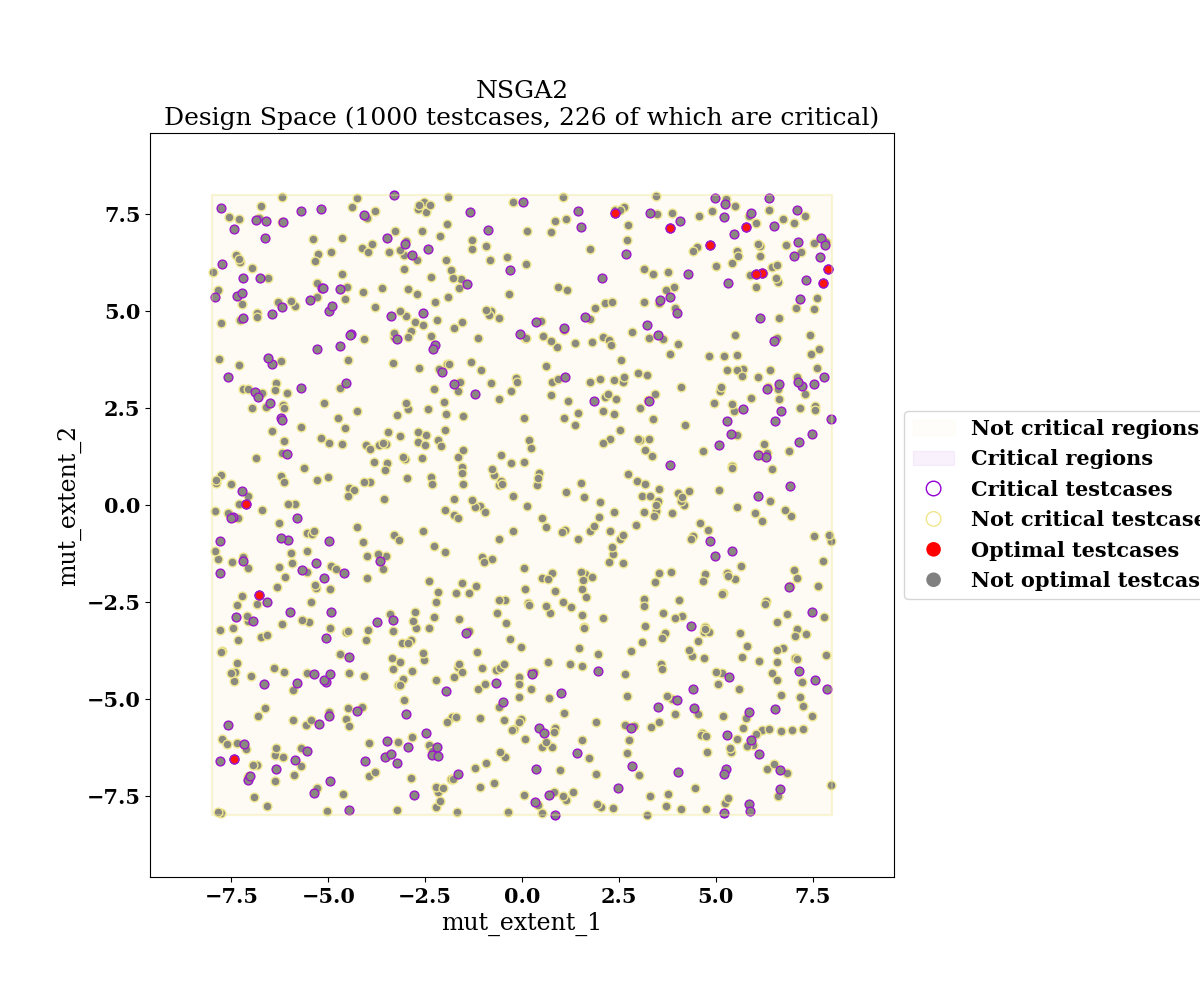 NSGA2
Design Space (1000 testcases, 226 of which are critical)
mut_extent_2
7.5
5.0
2.5
0.0
−2.5
−5.0
−7.5
−7.5 −5.0 −2.5 0.0 2.5 5.0 7.5
mut_extent_1
Not critical regions
Critical regions
Critical testcases
Not critical testcase
Optimal testcases
Not optimal testcas